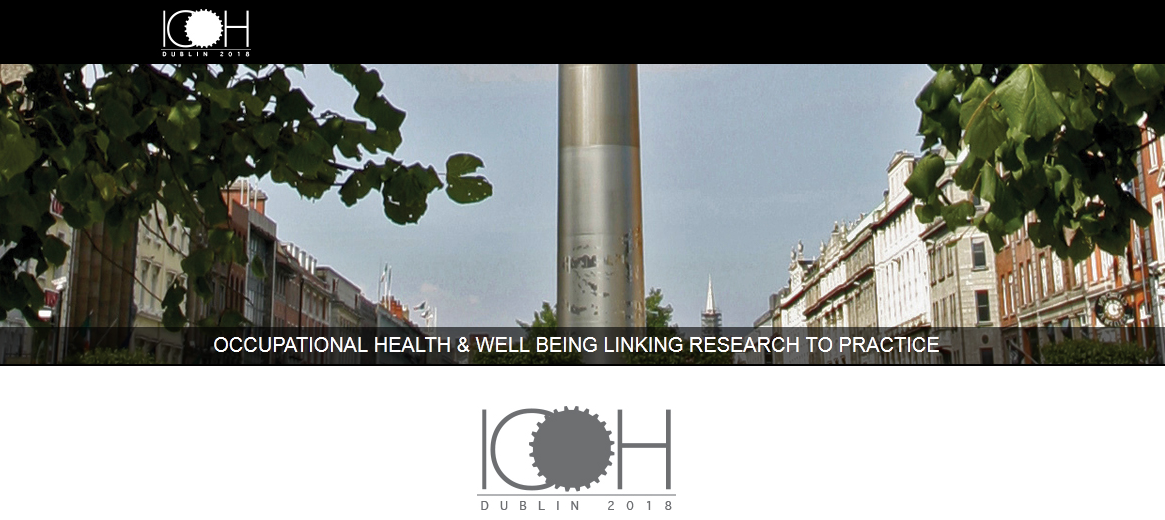 ICOH
DUBLIN 2018
OCCUPATIONAL HEALTH & WELL BEING LINKING RESEARCH TO PRACTICE
ICOH
DUBLIN 2018